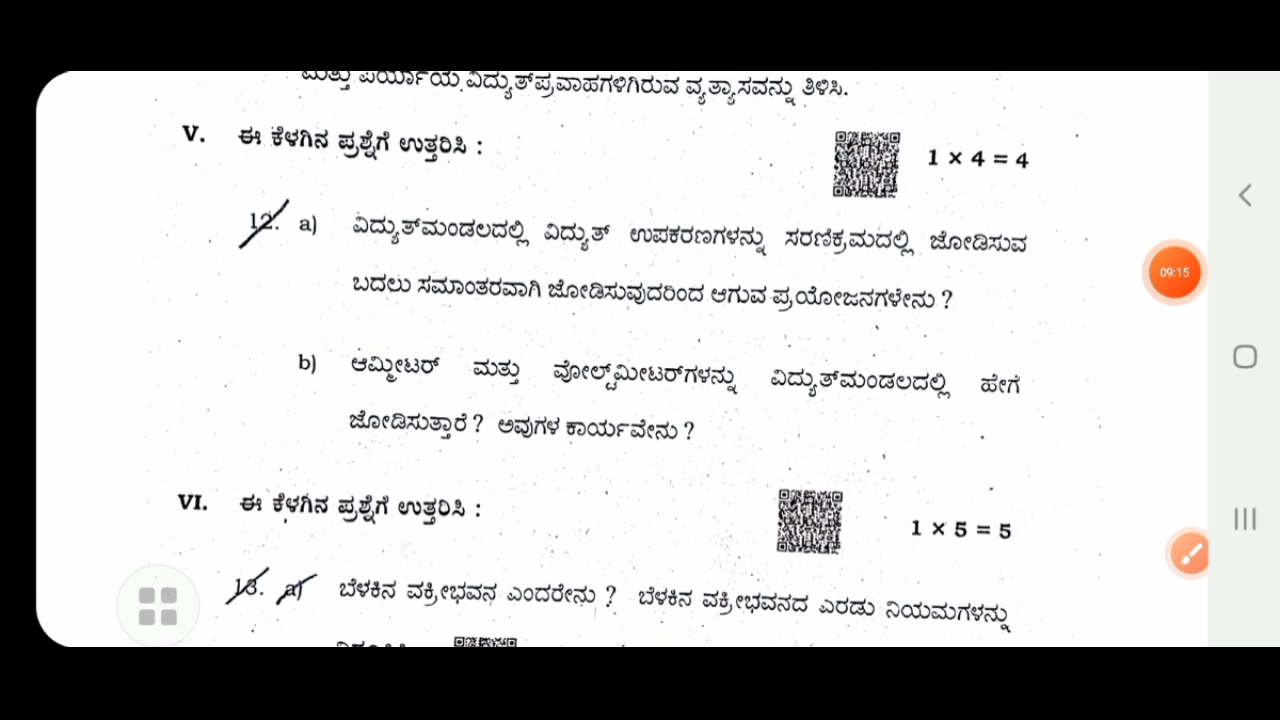 ಮತ್ತು ಪರ್ಯಾಯ ವಿದ್ಯುತ್‌ಪ್ರವಾಹಗಳಿಗಿರುವ ವ್ಯತ್ಯಾಸವನ್ನು ತಿಳಿಸಿ.
V. ಈ ಕೆಳಗಿನ ಪ್ರಶ್ನೆಗೆ ಉತ್ತರಿಸಿ : 1 × 4 = 4
12. a) ವಿದ್ಯುತ್‌ಮಂಡಲದಲ್ಲಿ ವಿದ್ಯುತ್ ಉಪಕರಣಗಳನ್ನು ಸರಣಿಕ್ರಮದಲ್ಲಿ ಜೋಡಿಸುವ
ಬದಲು ಸಮಾಂತರವಾಗಿ ಜೋಡಿಸುವುದರಿಂದ ಆಗುವ ಪ್ರಯೋಜನಗಳೇನು ?
09:15
b) ಆಮ್ಮೀಟರ್ ಮತ್ತು ವೋಲ್ಟ್‌ಮೀಟರ್‌ಗಳನ್ನು ವಿದ್ಯುತ್‌ಮಂಡಲದಲ್ಲಿ ಹೇಗೆ
ಜೋಡಿಸುತ್ತಾರೆ ? ಅವುಗಳ ಕಾರ್ಯವೇನು ?
VI. ಈ ಕೆಳಗಿನ ಪ್ರಶ್ನೆಗೆ ಉತ್ತರಿಸಿ : 1 × 5 = 5
13. a) ಬೆಳಕಿನ ವಕ್ರೀಭವನ ಎಂದರೇನು ? ಬೆಳಕಿನ ವಕ್ರೀಭವನದ ಎರಡು ನಿಯಮಗಳನ್ನು